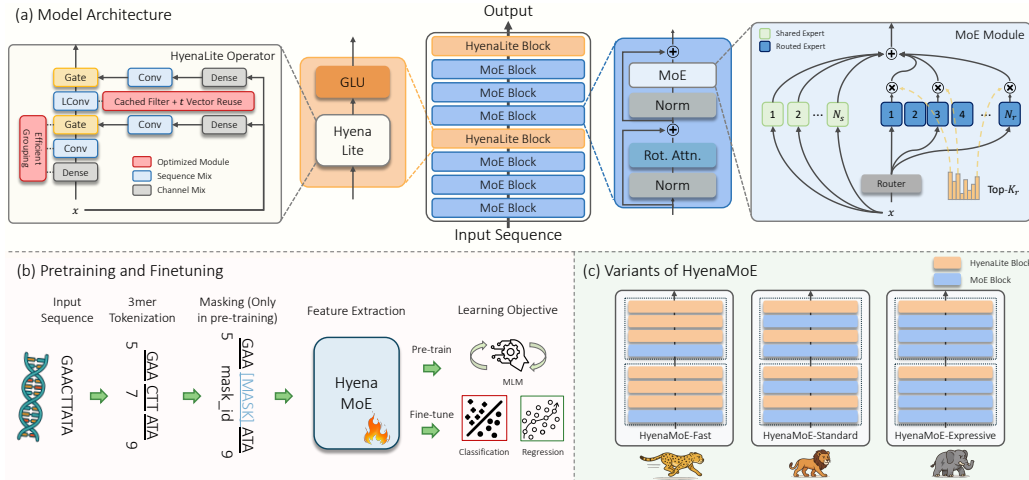 (a) Model Architecture
HyenaLite Operator
Gate
Conv
Dense
LConv
Cached Filter + t Vector Reuse
Gate
Conv
Dense
Efficient
Grouping
Conv
Dense
Optimized Module
Sequence Mix
Channel Mix
x
GLU
Hyena
Lite
Output
HyenaLite Block
MoE Block
MoE Block
MoE Block
HyenaLite Block
MoE Block
MoE Block
MoE Block
Input Sequence
MoE
Norm
Rot. Attn.
Norm
Shared Expert
Routed Expert
MoE Module
1 2 ... N_s 1 2 3 4 ... N_r
Router
Top-K_r
x
(b) Pretraining and Finetuning
Input
Sequence
GAACTTATA
3mer
Tokenization
GAA CTT ATA
5 7 9
Masking (Only
in pre-training)
GAA [MASK] ATA
5 mask_id 9
Feature Extraction
Hyena
MoE
Pre-train
Fine-tune
Learning Objective
MLM
Classification
Regression
(c) Variants of HyenaMoE
HyenaLite Block
MoE Block
HyenaMoE-Fast
HyenaMoE-Standard
HyenaMoE-Expressive